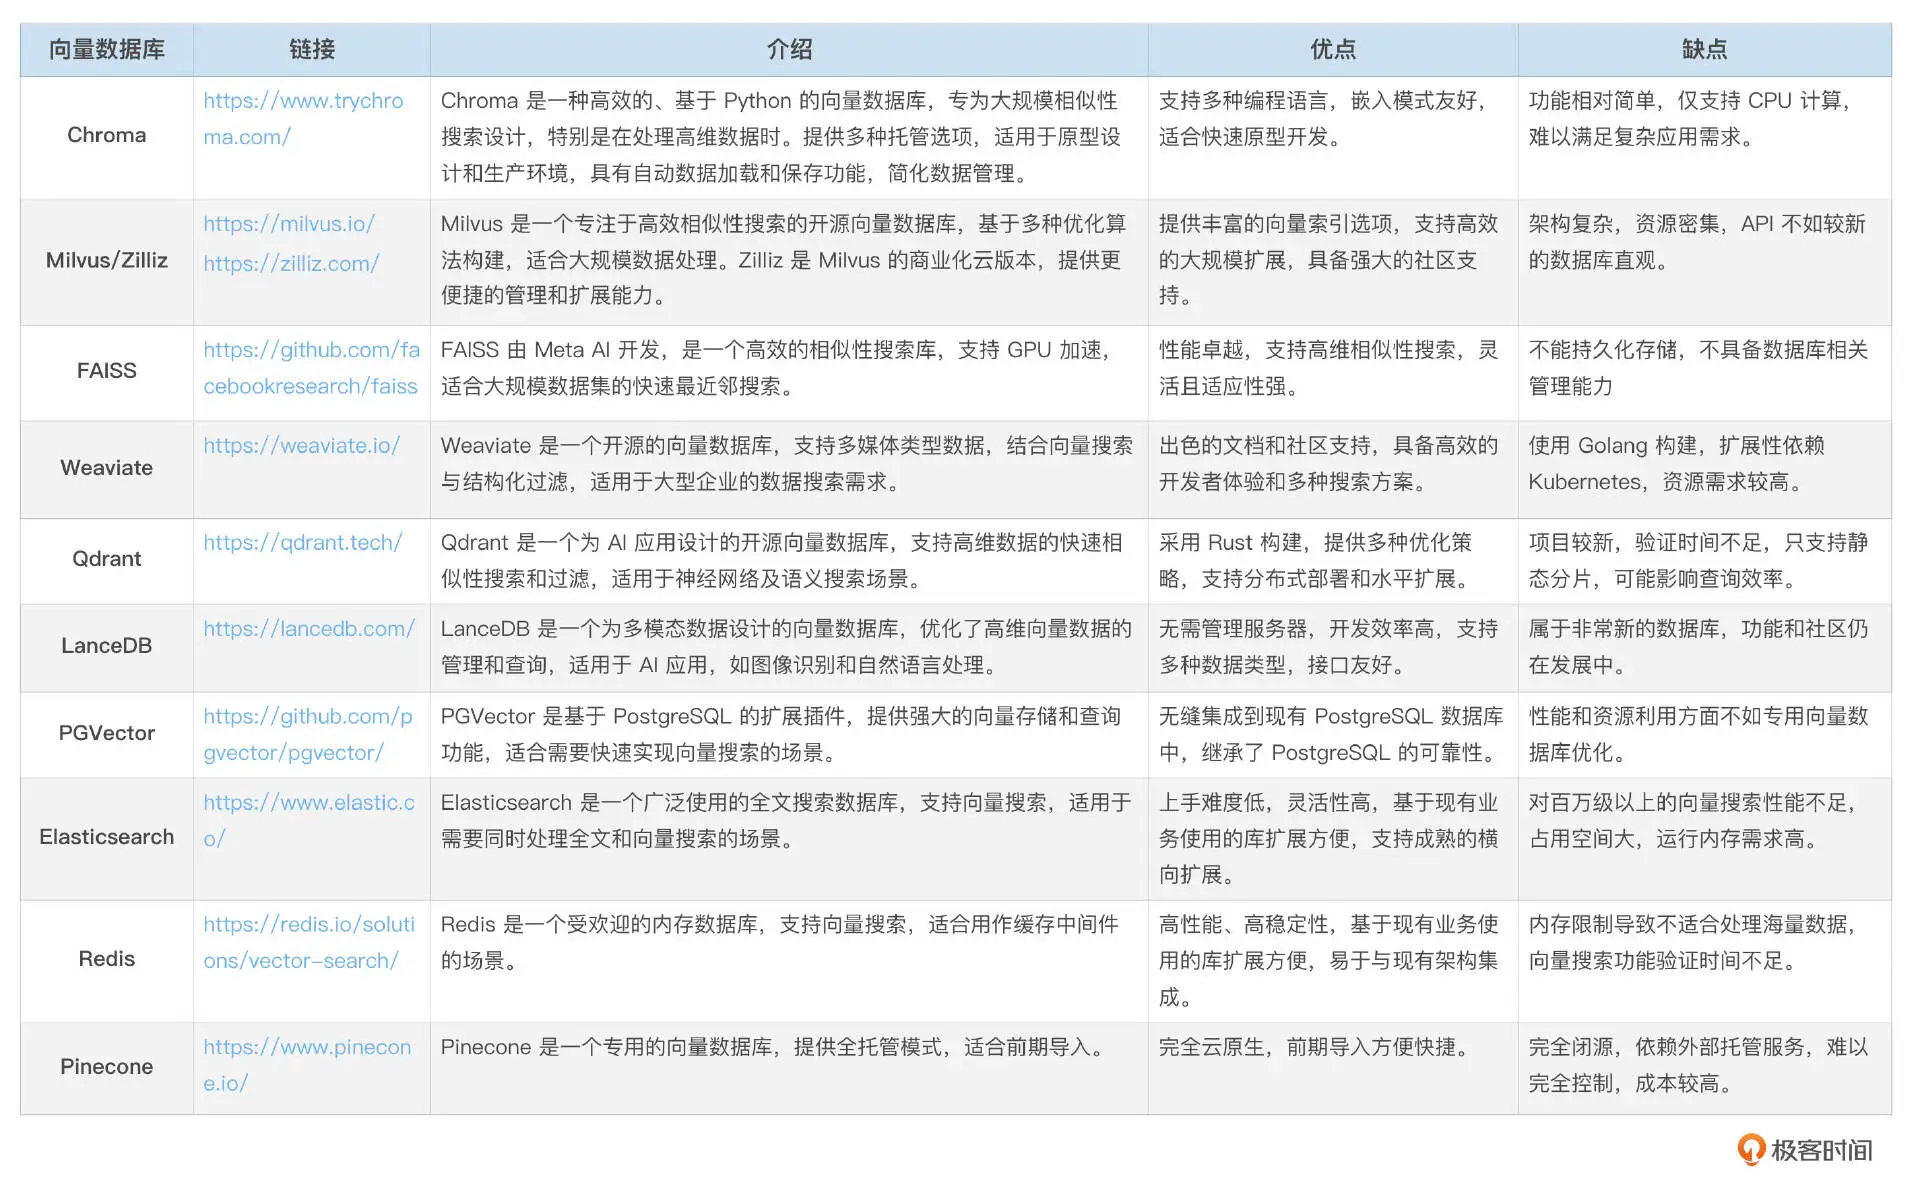 向量数据库 链接 介绍 优点 缺点
Chroma
https://www.trychro
ma.com/
Chroma 是一种高效的、基于 Python 的向量数据库，专为大规模相似性
搜索设计，特别是在处理高维数据时。提供多种托管选项，适用于原型设
计和生产环境，具有自动数据加载和保存功能，简化数据管理。
支持多种编程语言，嵌入模式友好，
适合快速原型开发。
功能相对简单，仅支持 CPU 计算，
难以满足复杂应用需求。
Milvus/Zilliz
https://milvus.io/
https://zilliz.com/
Milvus 是一个专注于高效相似性搜索的开源向量数据库，基于多种优化算
法构建，适合大规模数据处理。Zilliz 是 Milvus 的商业化云版本，提供更
便捷的管理和扩展能力。
提供丰富的向量索引选项，支持高效
的大规模扩展，具备强大的社区支
持。
架构复杂，资源密集，API 不如较新
的数据库直观。
FAISS
https://github.com/fa
cebookresearch/faiss
FAISS 由 Meta AI 开发，是一个高效的相似性搜索库，支持 GPU 加速，
适合大规模数据集的快速最近邻搜索。
性能卓越，支持高维相似性搜索，灵
活且适应性强。
不能持久化存储，不具备数据库相关
管理能力
Weaviate
https://weaviate.io/
Weaviate 是一个开源的向量数据库，支持多媒体类型数据，结合向量搜索
与结构化过滤，适用于大型企业的数据搜索需求。
出色的文档和社区支持，具备高效的
开发者体验和多种搜索方案。
使用 Golang 构建，扩展性依赖
Kubernetes，资源需求较高。
Qdrant
https://qdrant.tech/
Qdrant 是一个为 AI 应用设计的开源向量数据库，支持高维数据的快速相
似性搜索和过滤，适用于神经网络及语义搜索场景。
采用 Rust 构建，提供多种优化策
略，支持分布式部署和水平扩展。
项目较新，验证时间不足，只支持静
态分片，可能影响查询效率。
LanceDB
https://lancedb.com/
LanceDB 是一个为多模态数据设计的向量数据库，优化了高维向量数据的
管理和查询，适用于 AI 应用，如图像识别和自然语言处理。
无需管理服务器，开发效率高，支持
多种数据类型，接口友好。
属于非常新的数据库，功能和社区仍
在发展中。
PGVector
https://github.com/p
gvector/pgvector/
PGVector 是基于 PostgreSQL 的扩展插件，提供强大的向量存储和查询
功能，适合需要快速实现向量搜索的场景。
无缝集成到现有 PostgreSQL 数据库
中，继承了 PostgreSQL 的可靠性。
性能和资源利用方面不如专用向量数
据库优化。
Elasticsearch
https://www.elastic.c
o/
Elasticsearch 是一个广泛使用的全文搜索数据库，支持向量搜索，适用于
需要同时处理全文和向量搜索的场景。
上手难度低，灵活性高，基于现有业
务使用的库扩展方便，支持成熟的横
向扩展。
对百万级以上的向量搜索性能不足，
占用空间大，运行内存需求高。
Redis
https://redis.io/soluti
ons/vector-search/
Redis 是一个受欢迎的内存数据库，支持向量搜索，适合用作缓存中间件
的场景。
高性能、高稳定性，基于现有业务使
用的库扩展方便，易于与现有架构集
成。
内存限制导致不适合处理海量数据，
向量搜索功能验证时间不足。
Pinecone
https://www.pinecon
e.io/
Pinecone 是一个专用的向量数据库，提供全托管模式，适合前期导入。
完全云原生，前期导入方便快捷。
完全闭源，依赖外部托管服务，难以
完全控制，成本较高。
极客时间